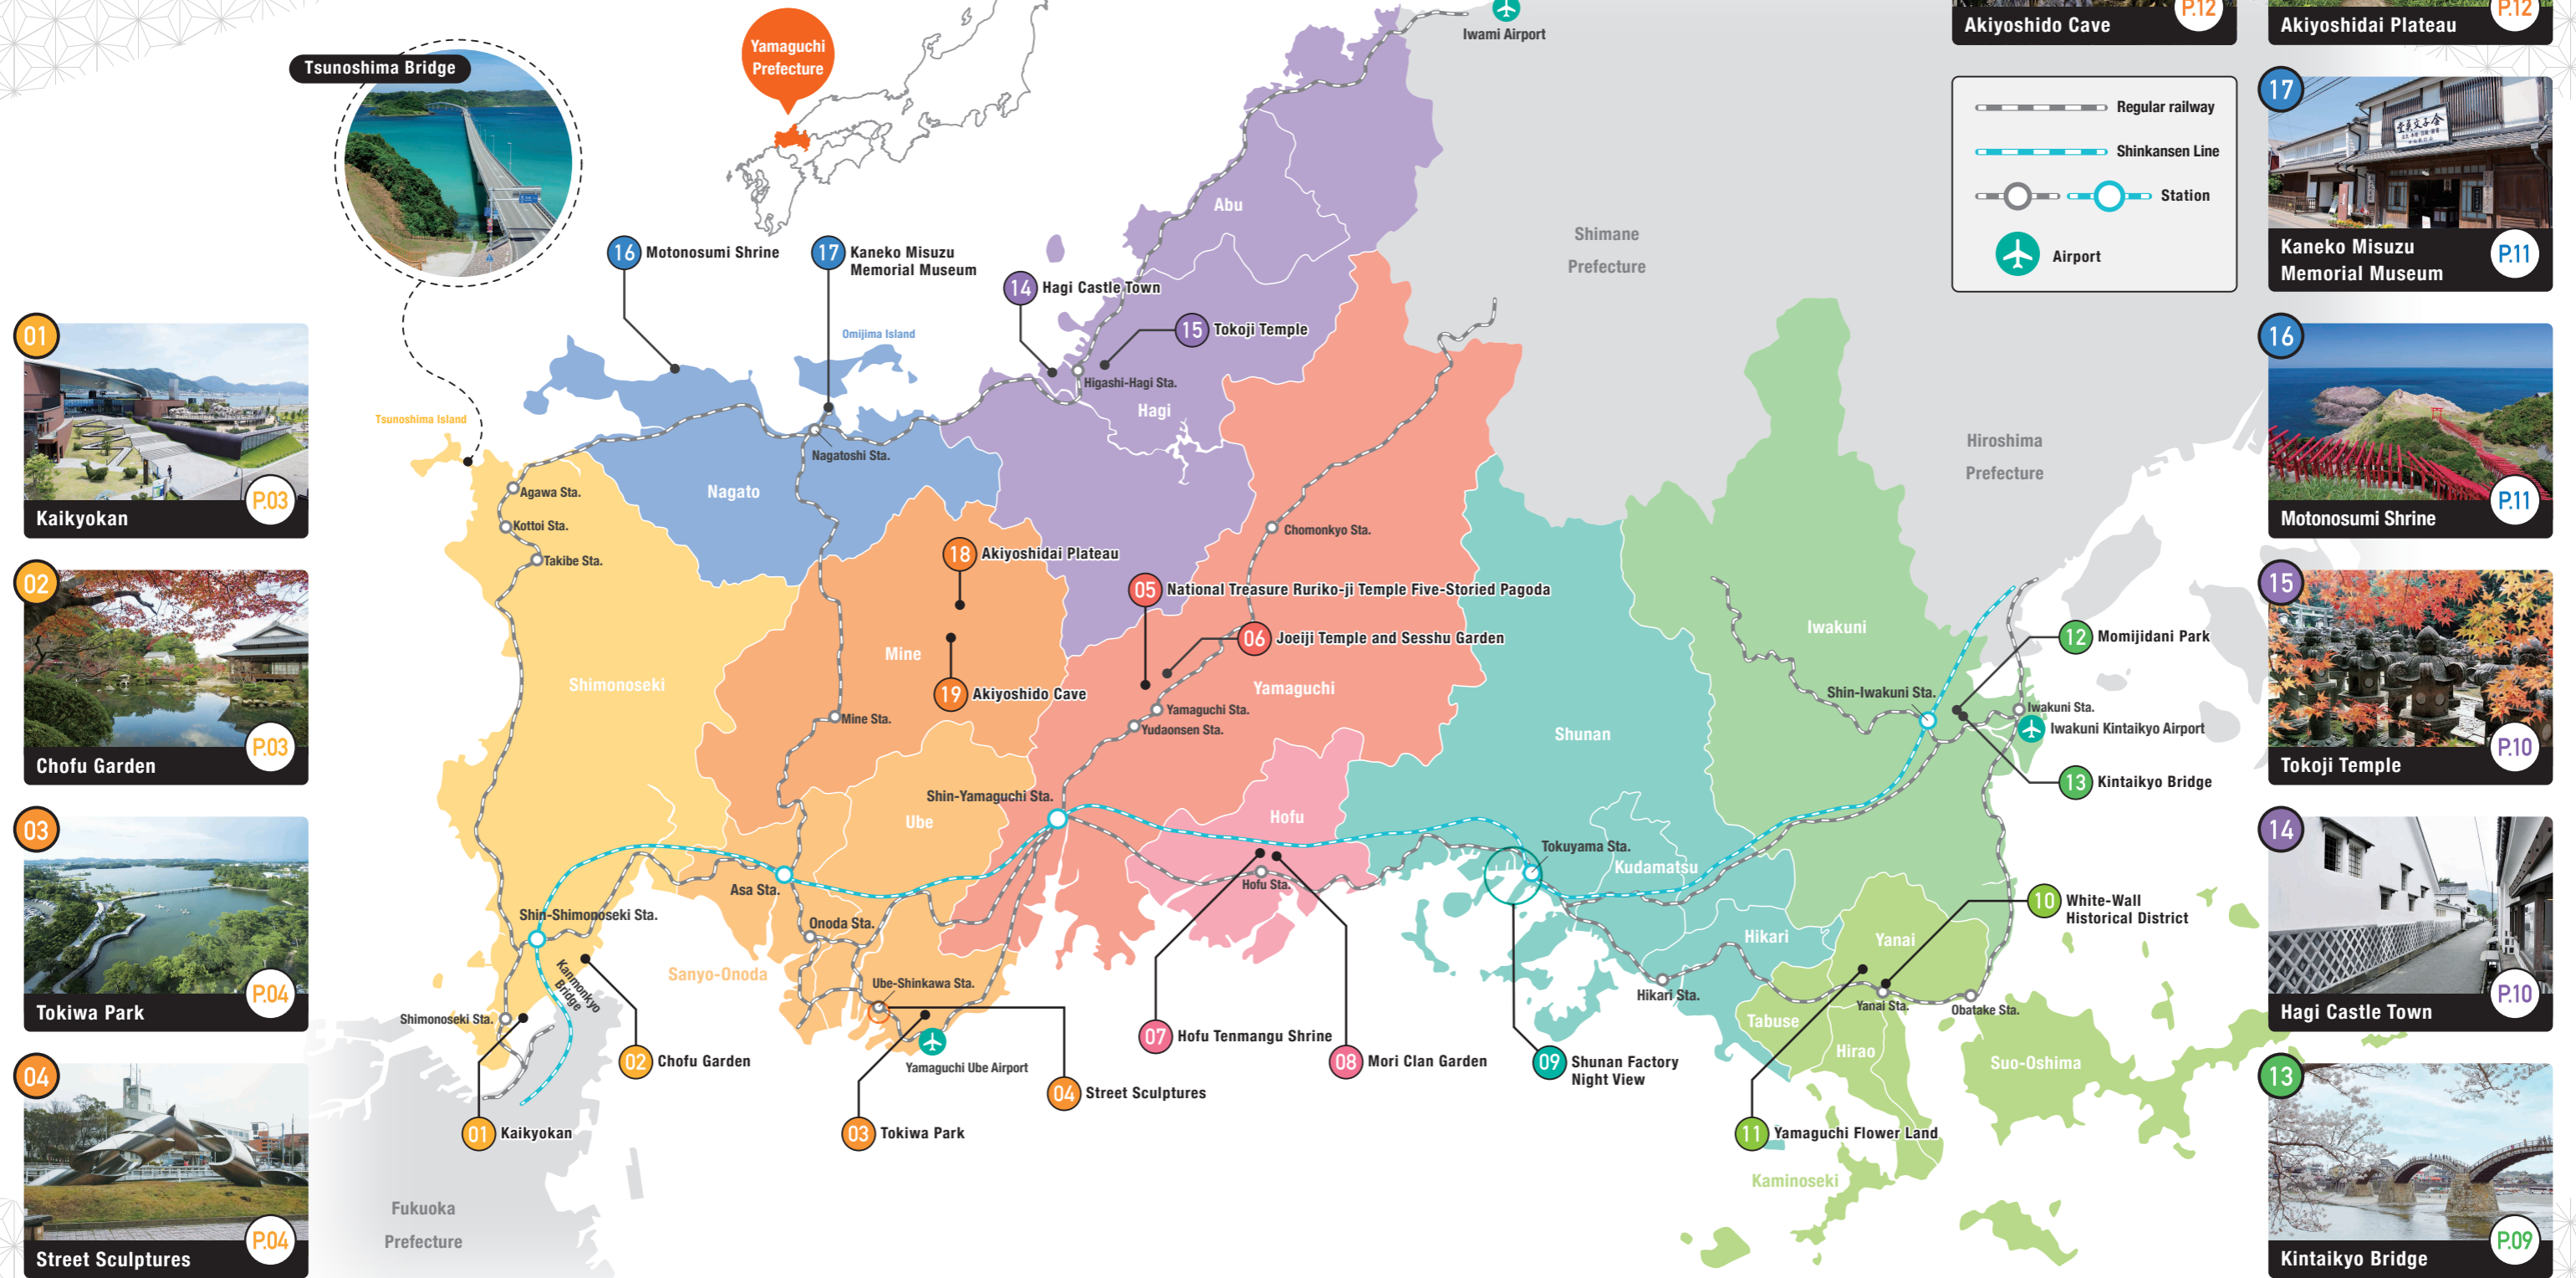 Tsunoshima Bridge
Yamaguchi
Prefecture
Iwami Airport
P.12
Akiyoshido Cave
P.12
Akiyoshidai Plateau
Regular railway
Shinkansen Line
Station
Airport
17
金子文英堂
Kaneko Misuzu
Memorial Museum
P.11
16
P.11
Motonosumi Shrine
15
P.10
Tokoji Temple
14
P.10
Hagi Castle Town
13
P.09
Kintaikyo Bridge
01
P.03
Kaikyokan
02
P.03
Chofu Garden
03
P.04
Tokiwa Park
04
P.04
Street Sculptures
16 Motonosumi Shrine
17 Kaneko Misuzu
Memorial Museum
14 Hagi Castle Town
15 Tokoji Temple
Abu
Shimane
Prefecture
Omijima Island
Higashi-Hagi Sta.
Hagi
Tsunoshima Island
Nagatoshi Sta.
Nagato
Agawa Sta.
Kottoi Sta.
Takibe Sta.
Hiroshima
Prefecture
Chomonkyo Sta.
18 Akiyoshidai Plateau
05 National Treasure Ruriko-ji Temple Five-Storied Pagoda
06 Joeiji Temple and Sesshu Garden
Mine
19 Akiyoshido Cave
Shimonoseki
Yamaguchi
Mine Sta.
Yamaguchi Sta.
Yudaonsen Sta.
Iwakuni
12 Momijidani Park
Shin-Iwakuni Sta.
Iwakuni Sta.
Iwakuni Kintaikyo Airport
13 Kintaikyo Bridge
Shunan
Shin-Yamaguchi Sta.
Ube
Hofu
Tokuyama Sta.
Kudamatsu
Asa Sta.
Hofu Sta.
Shin-Shimonoseki Sta.
Onoda Sta.
10 White-Wall
Historical District
Hikari
Yanai
Kanmonkyo
Bridge
Sanyo-Onoda
Ube-Shinkawa Sta.
Hikari Sta.
Yanai Sta.
Obatake Sta.
Shimonoseki Sta.
Tabuse
Hirao
Suo-Oshima
02 Chofu Garden
Yamaguchi Ube Airport
04 Street Sculptures
07 Hofu Tenmangu Shrine
08 Mori Clan Garden
09 Shunan Factory
Night View
01 Kaikyokan
03 Tokiwa Park
11 Yamaguchi Flower Land
Kaminoseki
Fukuoka
Prefecture